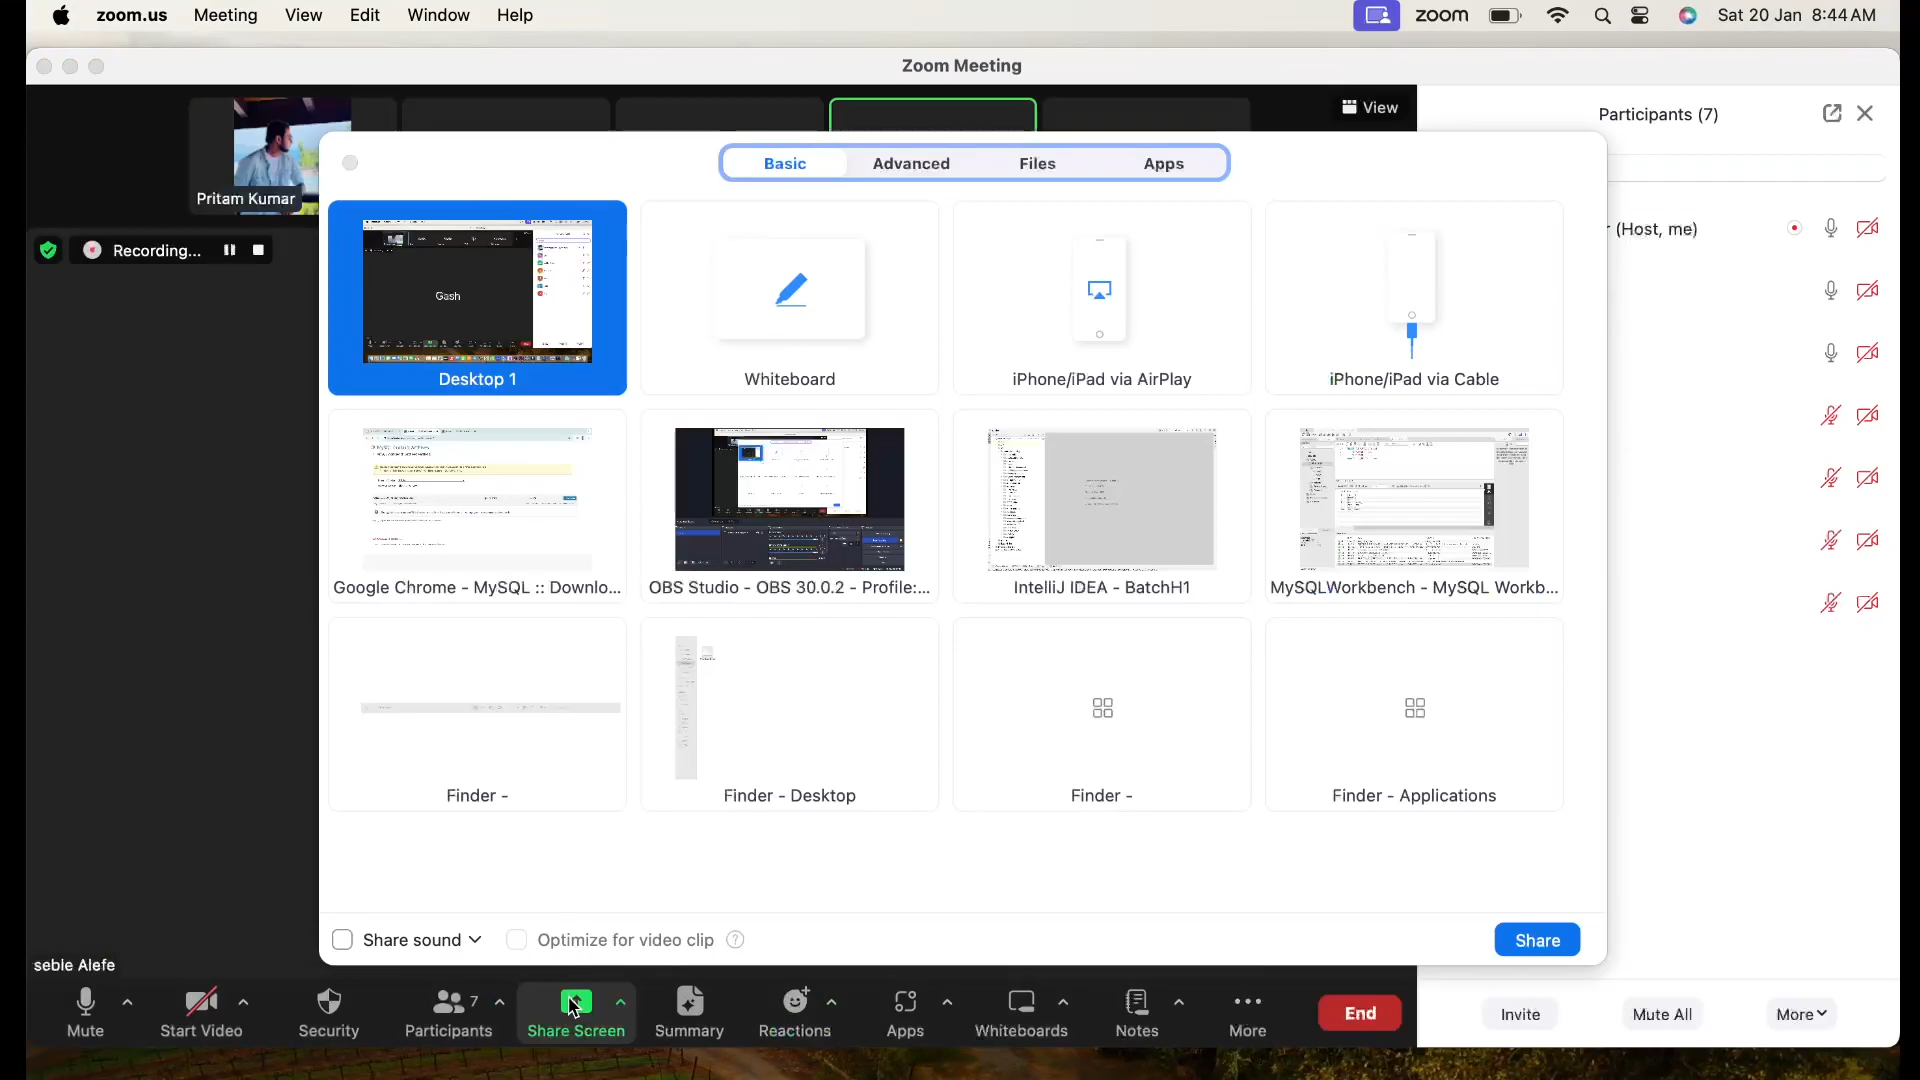 zoom.us Meeting View Edit Window Help zoom Sat 20 Jan 8:44 AM
Zoom Meeting
View
Participants (7)
Basic Advanced Files Apps
Pritam Kumar
r (Host, me)
Recording...
Gash
Desktop 1 Whiteboard iPhone/iPad via AirPlay iPhone/iPad via Cable
Google Chrome - MySQL :: Downlo... OBS Studio - OBS 30.0.2 - Profile:... IntelliJ IDEA - BatchH1 MySQLWorkbench - MySQL Workb...
Finder - Finder - Desktop Finder - Finder - Applications
Share sound Optimize for video clip ? Share
seble Alefe
7
Mute Start Video Security Participants Share Screen Summary Reactions Apps Whiteboards Notes More End
Invite Mute All More